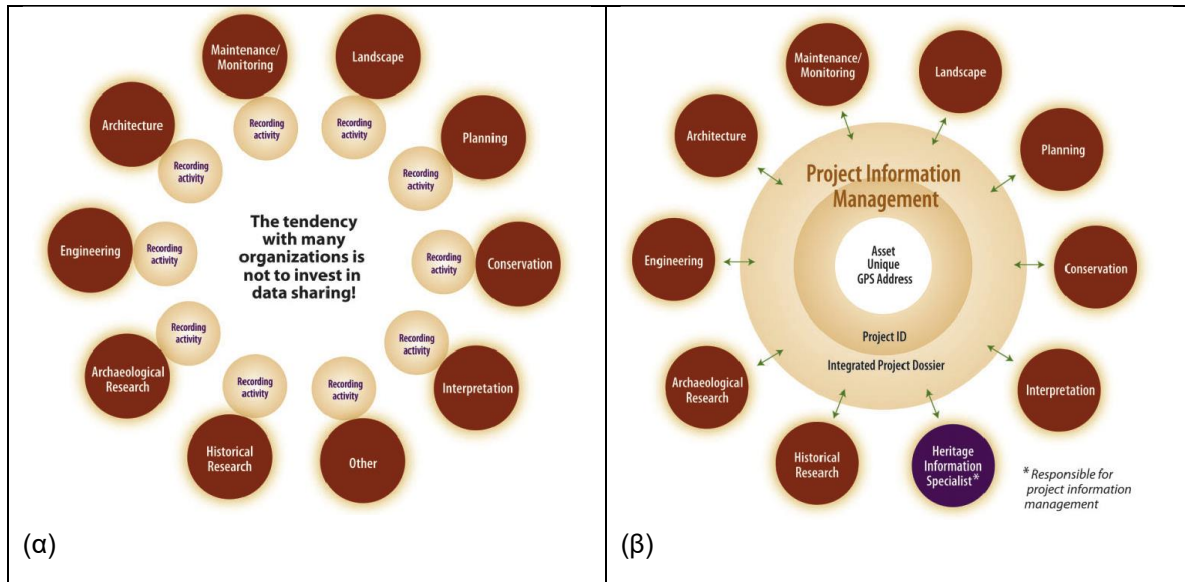 Maintenance/
Monitoring
Landscape
Architecture
Planning
Recording
activity
Recording
activity
Recording
activity
Recording
activity
Engineering
Recording
activity
The tendency
with many
organizations is
not to invest in
data sharing!
Recording
activity
Conservation
Recording
activity
Recording
activity
Archaeological
Research
Recording
activity
Recording
activity
Interpretation
Historical
Research
Other
(α)
Maintenance/
Monitoring
Landscape
Architecture
Planning
Project Information
Management
Engineering
Asset
Unique
GPS Address
Conservation
Project ID
Integrated Project Dossier
Archaeological
Research
Interpretation
Historical
Research
Heritage
Information
Specialist*
*Responsible for
project information
management
(β)